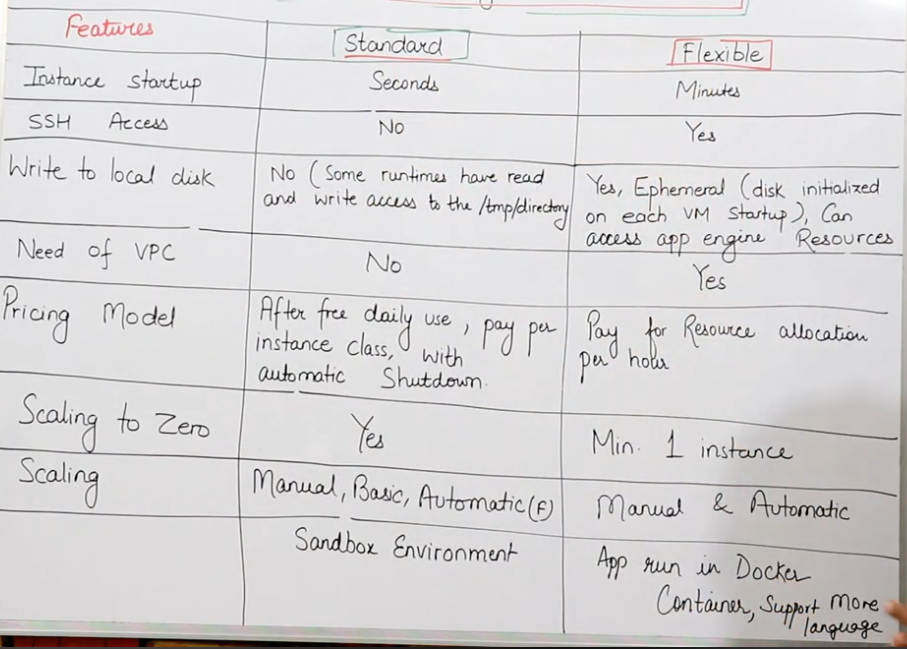 Features
Standard
Flexible
Instance startup
Seconds
Minutes
SSH Access
No
Yes
Write to local disk
No (Some runtimes have read
and write access to the /tmp/directory
Yes, Ephemeral (disk initialized
on each VM Startup), Can
access app engine Resources
Need of VPC
No
Yes
Pricing Model
After free daily use, pay per
instance class, with
automatic Shutdown.
Pay for Resource allocation
per hour
Scaling to Zero
Yes
Min. 1 instance
Scaling
Manual, Basic, Automatic(F)
Manual & Automatic
Sandbox Environment
App run in Docker
Container, Support More
language